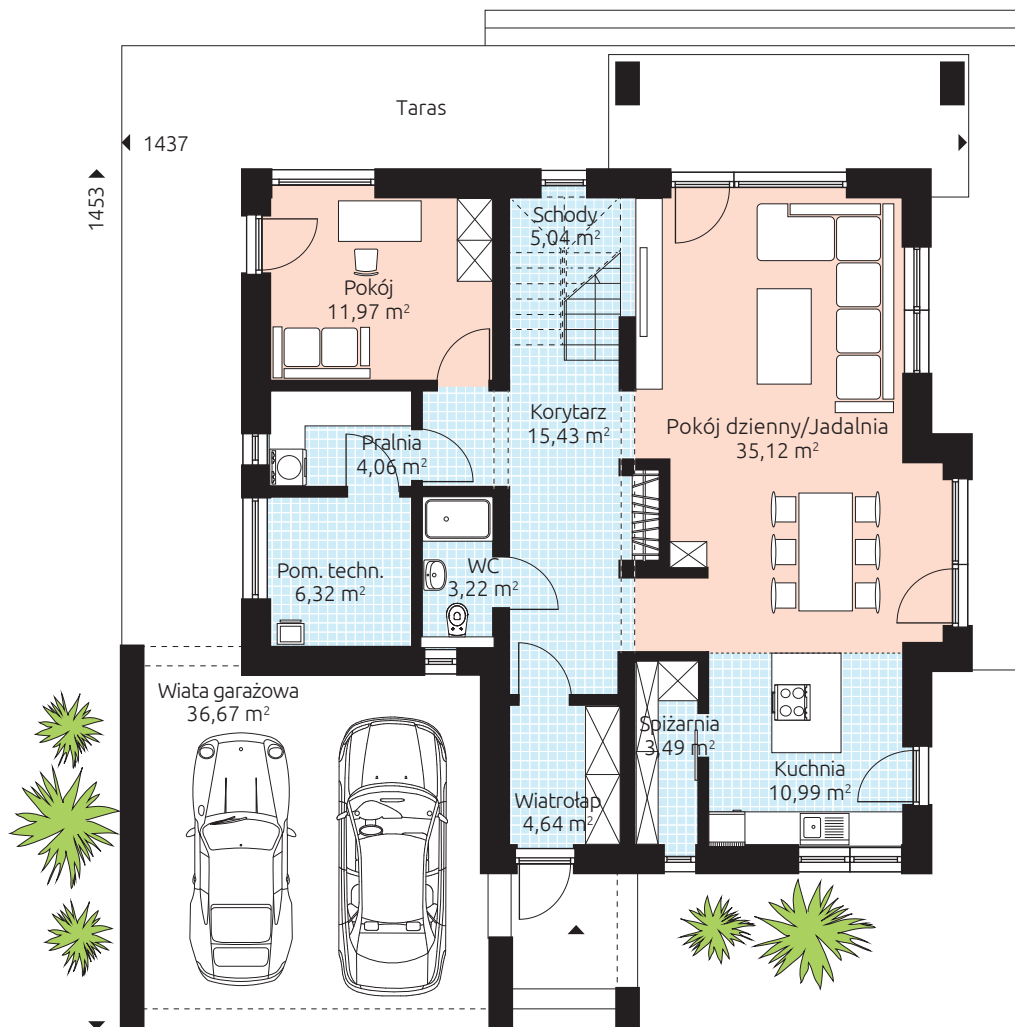 Taras
1437
1453
Schody
5,04 m²
Pokój
11,97 m²
Korytarz
15,43 m²
Pokój dzienny/Jadalnia
35,12 m²
Pralnia
4,06 m²
WC
3,22 m²
Pom. techn.
6,32 m²
Wiata garażowa
36,67 m²
Spiżarnia
3,49 m²
Kuchnia
10,99 m²
Wiatrołap
4,64 m²